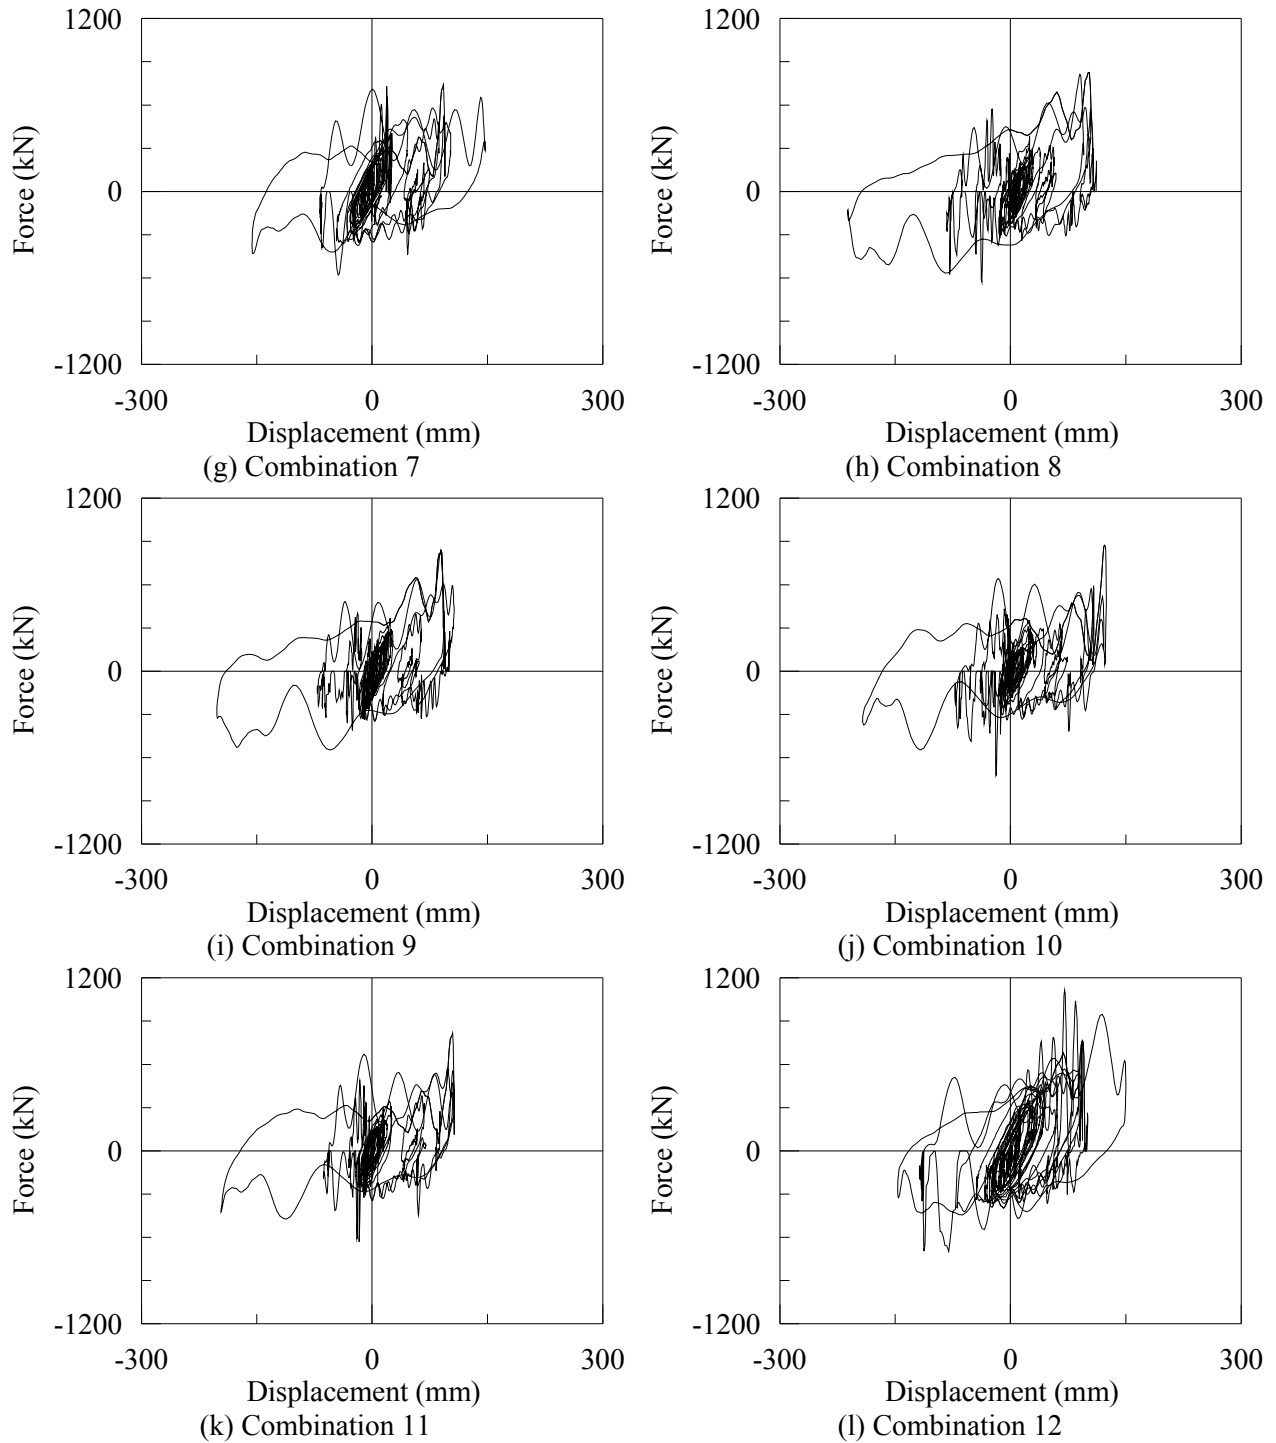 1200
Force (kN)
0
-1200
-300
0
300
Displacement (mm)
(g) Combination 7
1200
Force (kN)
0
-1200
-300
0
300
Displacement (mm)
(h) Combination 8
1200
Force (kN)
0
-1200
-300
0
300
Displacement (mm)
(i) Combination 9
1200
Force (kN)
0
-1200
-300
0
300
Displacement (mm)
(j) Combination 10
1200
Force (kN)
0
-1200
-300
0
300
Displacement (mm)
(k) Combination 11
1200
Force (kN)
0
-1200
-300
0
300
Displacement (mm)
(l) Combination 12